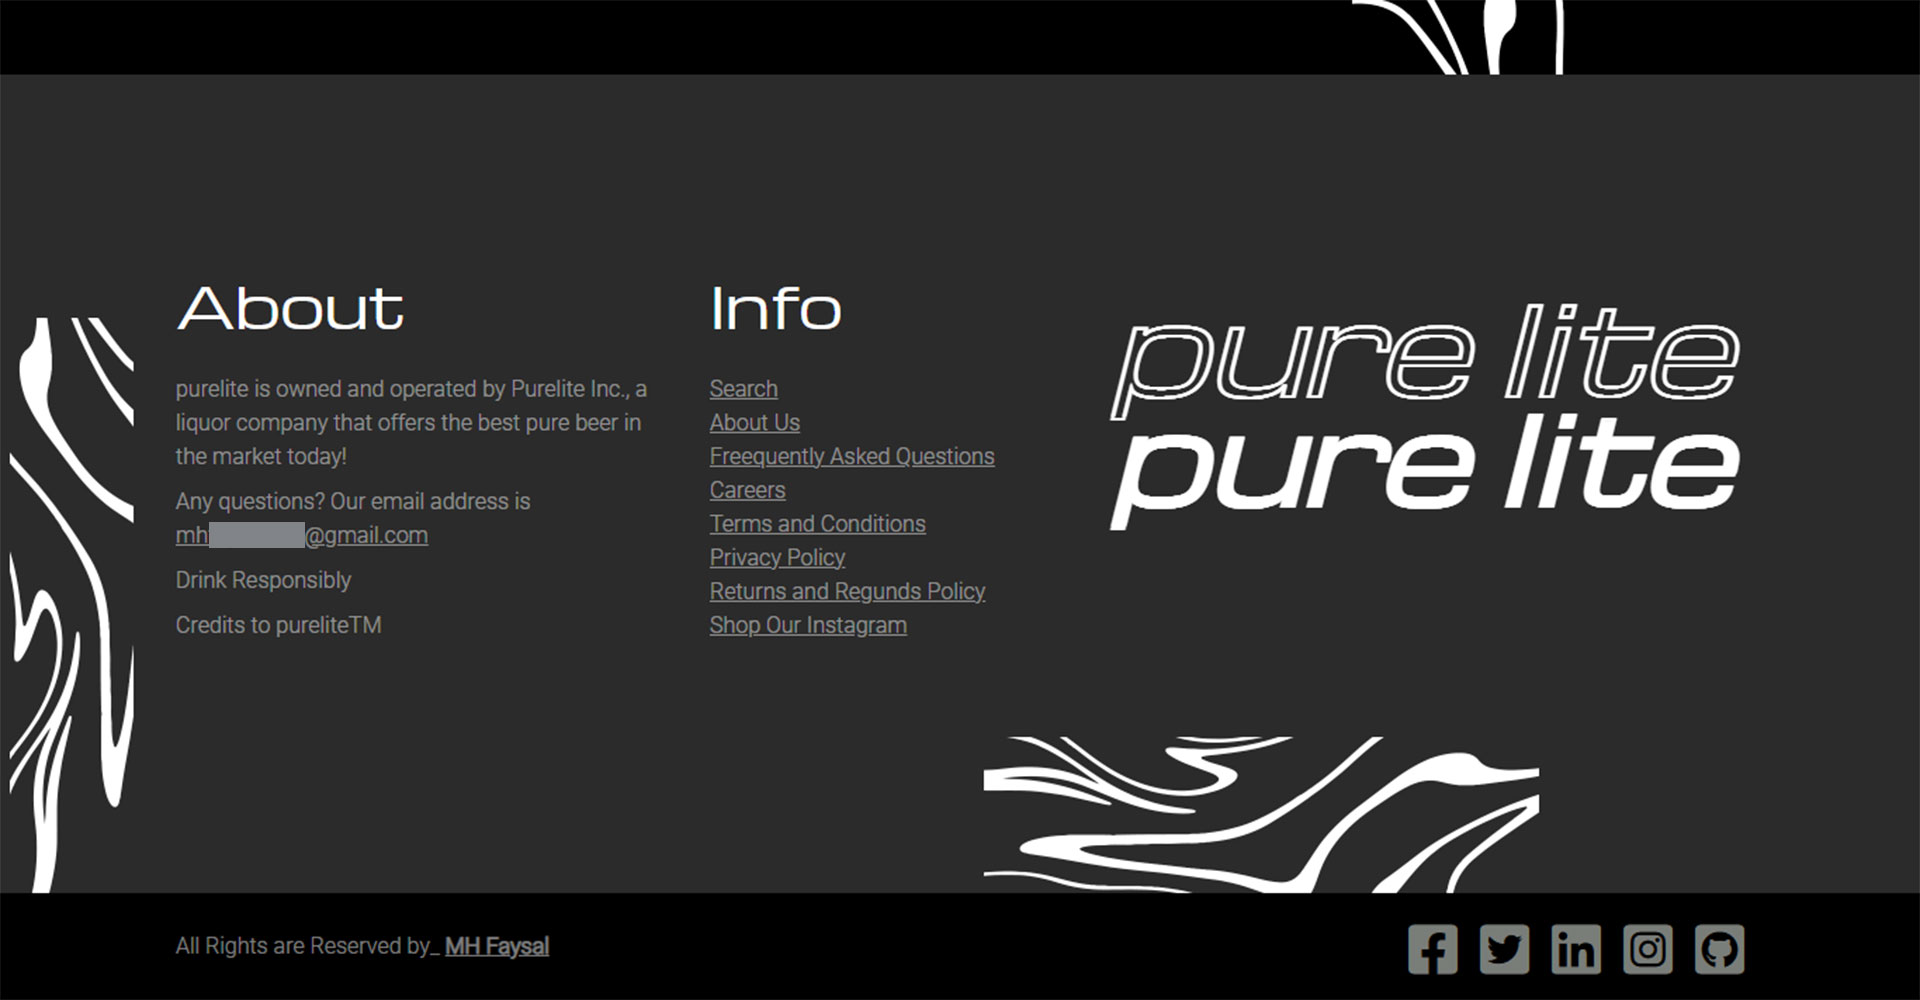 About
purelite is owned and operated by Purelite Inc., a
liquor company that offers the best pure beer in
the market today!
Any questions? Our email address is
mh @gmail.com
Drink Responsibly
Credits to pureliteTM
Info
Search
About Us
Freequently Asked Questions
Careers
Terms and Conditions
Privacy Policy
Returns and Regunds Policy
Shop Our Instagram
pure lite
pure lite
All Rights are Reserved by_ MH Faysal